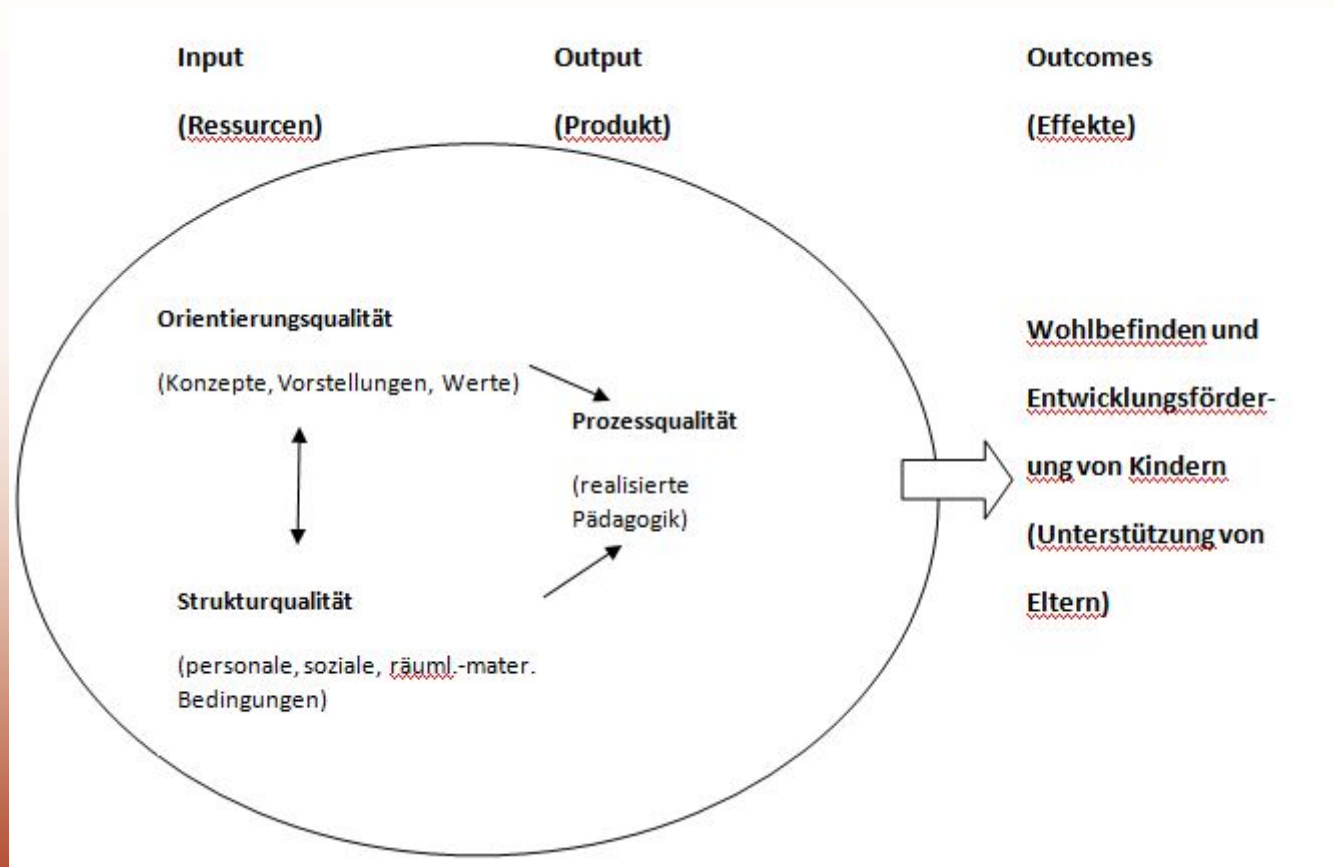 Input
Output
Outcomes
(Ressurcen)
(Produkt)
(Effekte)
Orientierungsqualität
(Konzepte, Vorstellungen, Werte)
Prozessqualität
(realisierte
Pädagogik)
Strukturqualität
(personale, soziale, räuml.-mater.
Bedingungen)
Wohlbefinden und
Entwicklungsförder-
ung von Kindern
(Unterstützung von
Eltern)